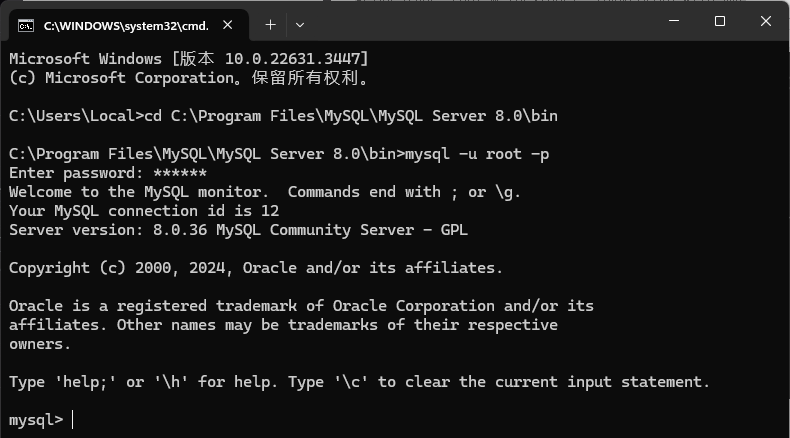 C:\WINDOWS\system32\cmd.
Microsoft Windows [版本 10.0.22631.3447]
(c) Microsoft Corporation。保留所有权利。
C:\Users\Local>cd C:\Program Files\MySQL\MySQL Server 8.0\bin
C:\Program Files\MySQL\MySQL Server 8.0\bin>mysql -u root -p
Enter password: ******
Welcome to the MySQL monitor.  Commands end with ; or \g.
Your MySQL connection id is 12
Server version: 8.0.36 MySQL Community Server - GPL
Copyright (c) 2000, 2024, Oracle and/or its affiliates.
Oracle is a registered trademark of Oracle Corporation and/or its
affiliates. Other names may be trademarks of their respective
owners.
Type 'help;' or '\h' for help. Type '\c' to clear the current input statement.
mysql>